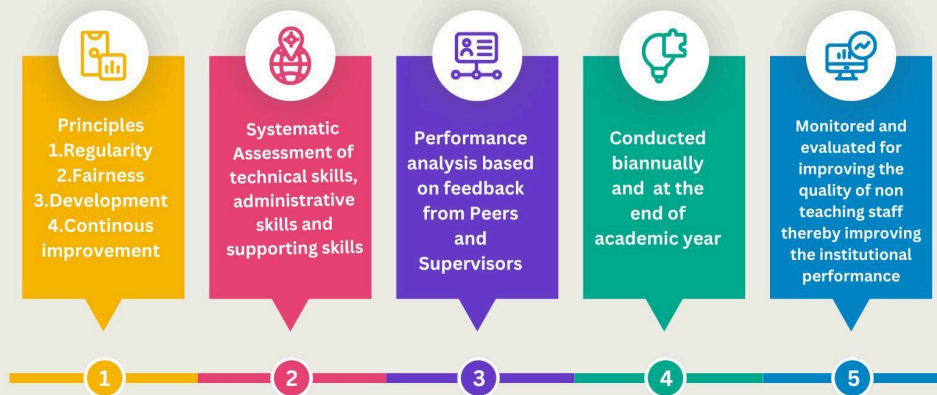 Principles
1.Regularity
2.Fairness
3.Development
4.Continous
improvement
Systematic
Assessment of
technical skills,
administrative
skills and
supporting skills
Performance
analysis based
on feedback
from Peers
and
Supervisors
Conducted
biannually
and at the
end of
academic year
Monitored and
evaluated for
improving the
quality of non
teaching staff
thereby improving
the institutional
performance
1
2
3
4
5